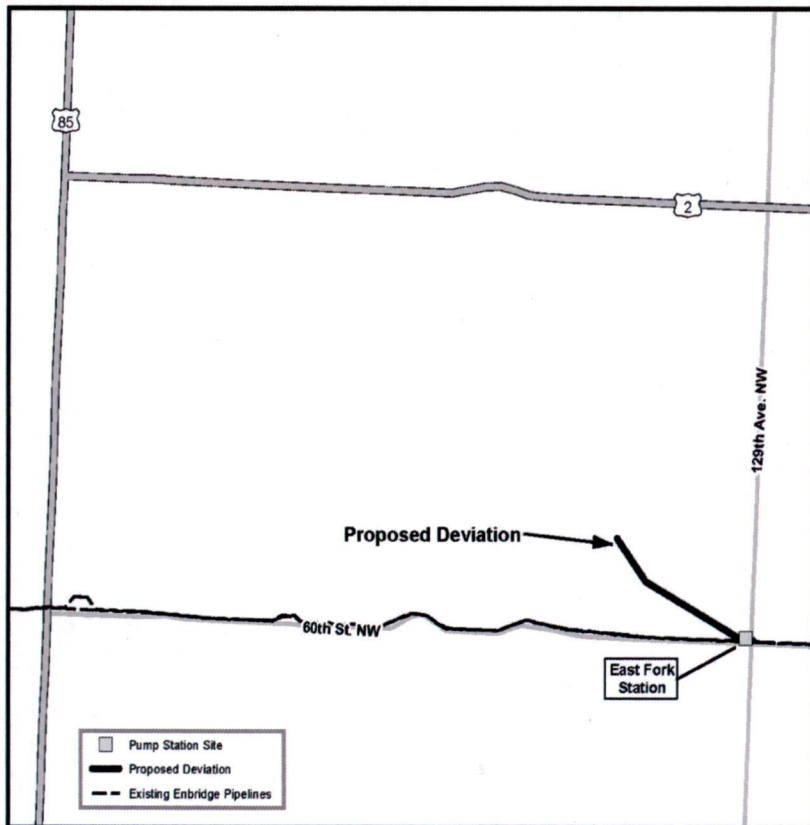 85
2
129th Ave. NW
Proposed Deviation
60th St. NW
East Fork
Station
Pump Station Site
Proposed Deviation
Existing Enbridge Pipelines